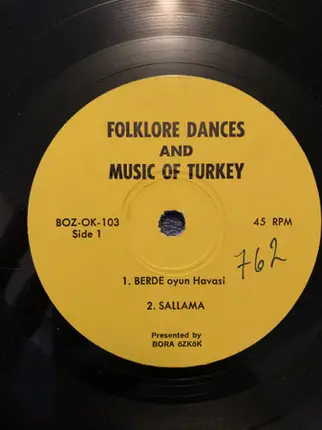 FOLKLORE DANCES
AND
MUSIC OF TURKEY
BOZ-OK-103 45 RPM
Side 1
762
1. BERDE oyun Havasi
2. SALLAMA
Presented by
BORA öZKöK